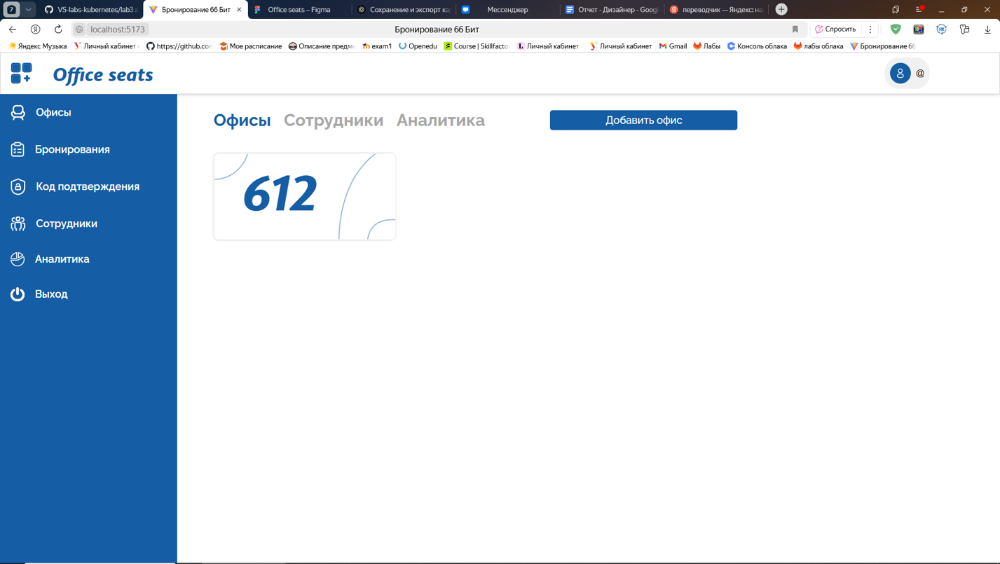 7
VS-labs-kubernetes/lab3 a
Бронирование 66 Бит
Office seats – Figma
Сохранение и экспорт кар
Мессенджер
Отчет - Дизайнер - Googl
переводчик — Яндекс: на
localhost:5173
Бронирование 66 Бит
Спросить
Яндекс Музыка
Личный кабинет с
https://github.con
Мое расписание
Описание предме
exam1
Openedu
Course | Skillfacto
Личный кабинет -
Личный кабинет
Gmail
Лабы
Консоль облака
лабы облака
Бронирование 66
Office seats
@
Офисы
Бронирования
Код подтверждения
Сотрудники
Аналитика
Выход
Офисы Сотрудники Аналитика
Добавить офис
612